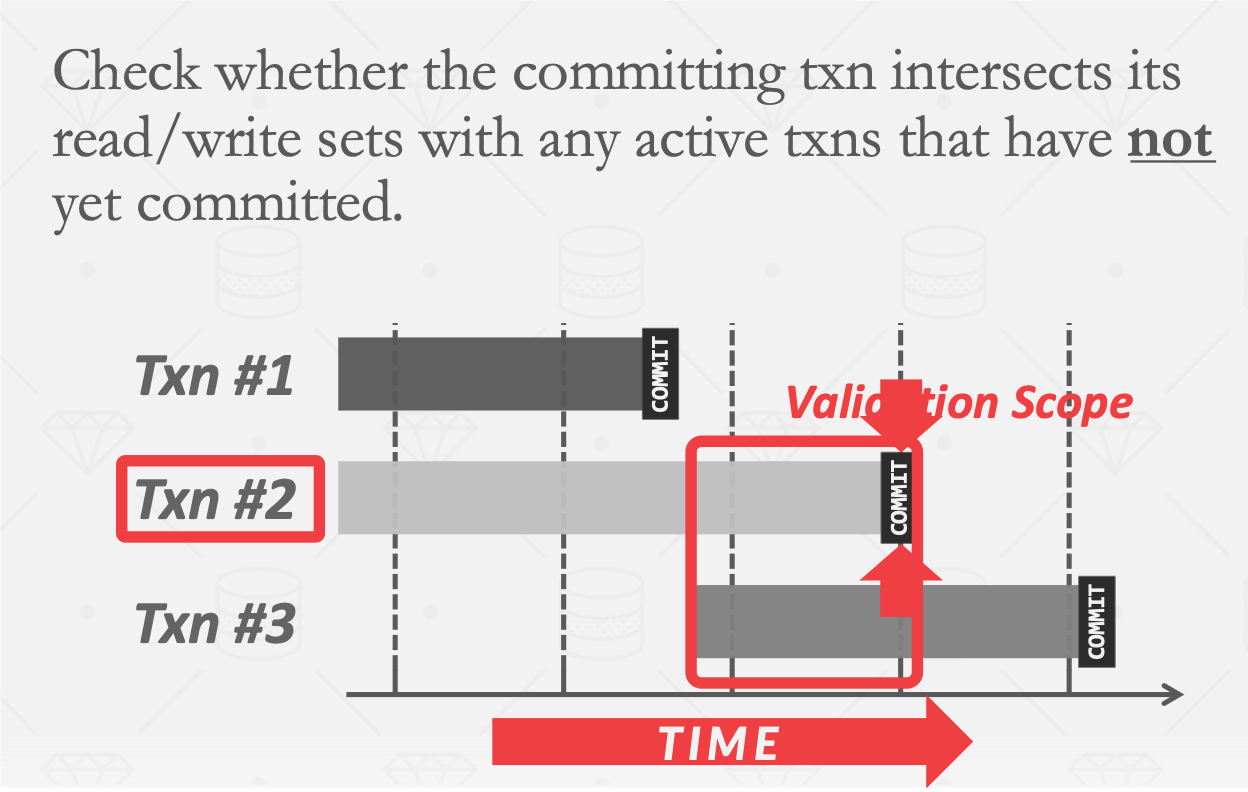 Check whether the committing txn intersects its
read/write sets with any active txns that have not
yet committed.
Txn #1
COMMIT
Validation Scope
Txn #2
COMMIT
Txn #3
COMMIT
TIME